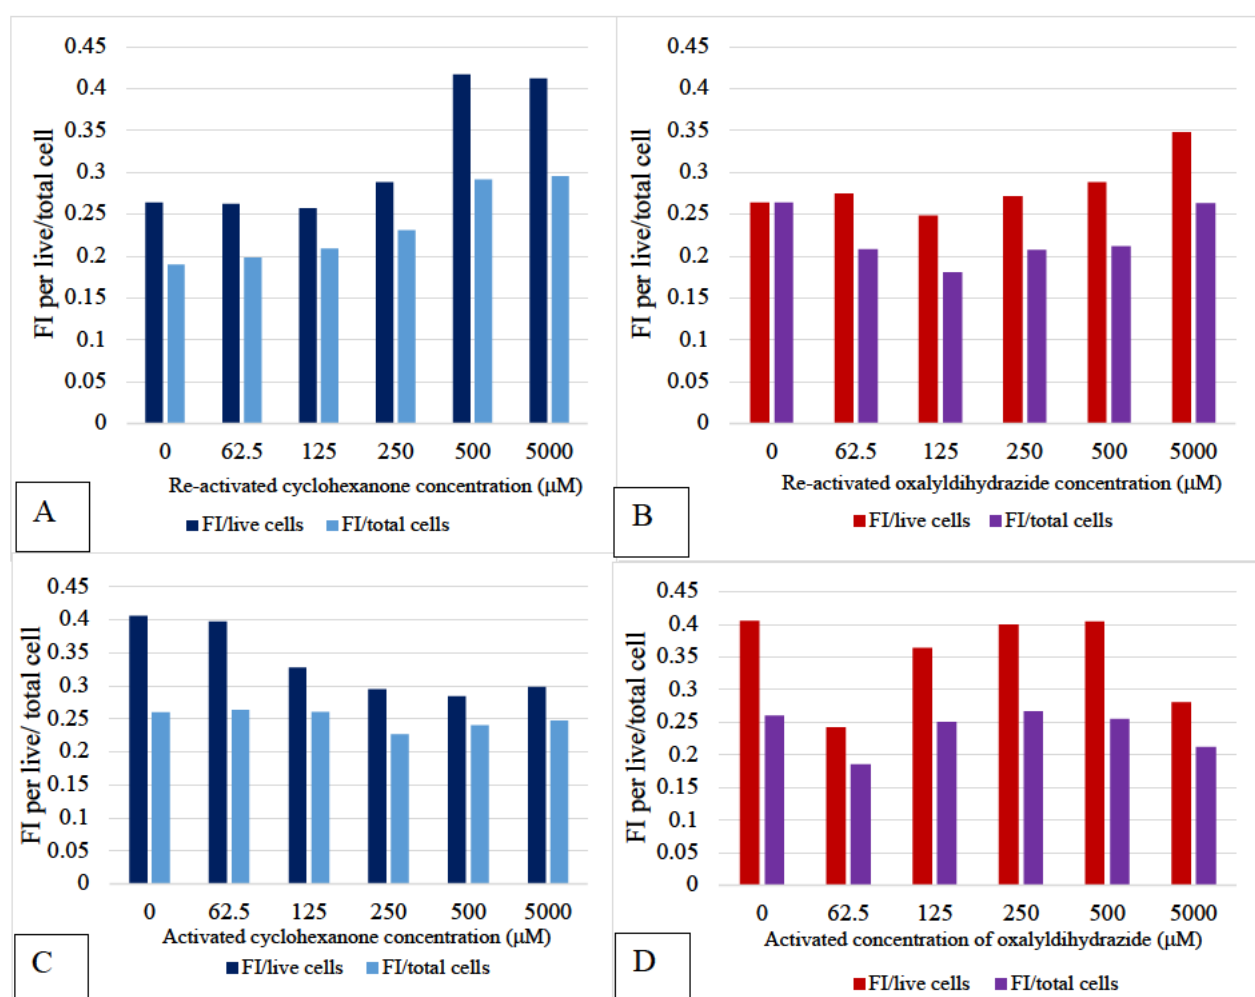 FI per live/total cell
0.45
0.4
0.35
0.3
0.25
0.2
0.15
0.1
0.05
0
0 62.5 125 250 500 5000
Re-activated cyclohexanone concentration (µM)
FI/live cells FI/total cells
A
FI per live/total cell
0.45
0.4
0.35
0.3
0.25
0.2
0.15
0.1
0.05
0
0 62.5 125 250 500 5000
Re-activated oxalyldihydrazide concentration (µM)
FI/live cells FI/total cells
B
FI per live/ total cell
0.45
0.4
0.35
0.3
0.25
0.2
0.15
0.1
0.05
0
0 62.5 125 250 500 5000
Activated cyclohexanone concentration (µM)
FI/live cells FI/total cells
C
FI per live/total cell
0.45
0.4
0.35
0.3
0.25
0.2
0.15
0.1
0.05
0
0 62.5 125 250 500 5000
Activated concentration of oxalyldihydrazide (µM)
FI/live cells FI/total cells
D